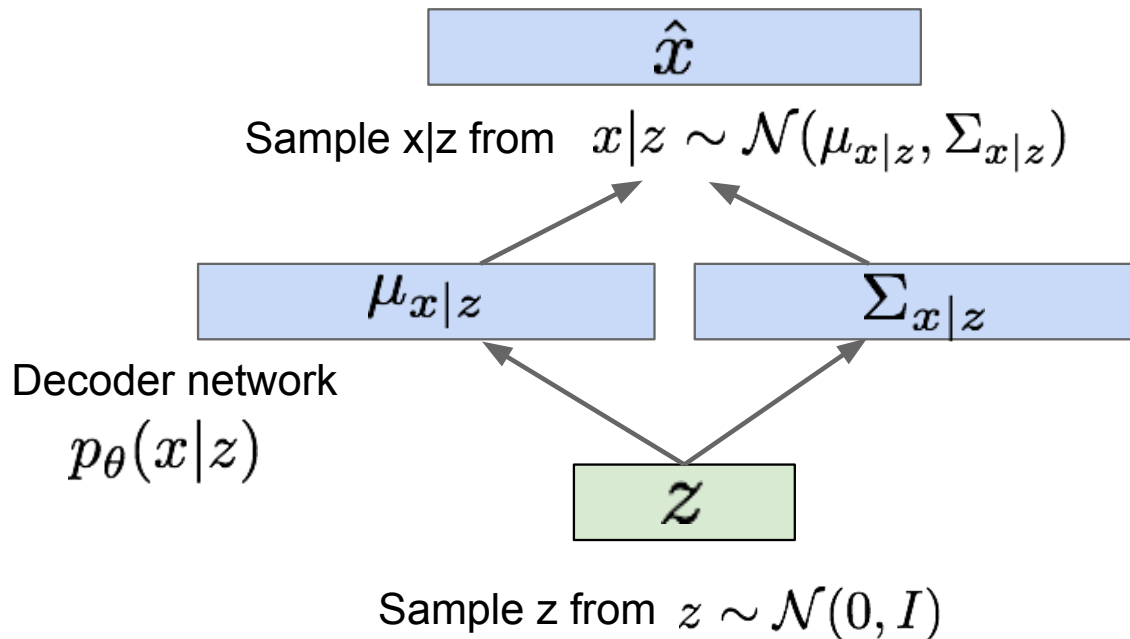 x̂
Sample x|z from x|z ∼ 𝒩(μ_{x|z}, Σ_{x|z})
μ_{x|z} Σ_{x|z}
Decoder network
p_θ(x|z)
z
Sample z from z ∼ 𝒩(0, I)